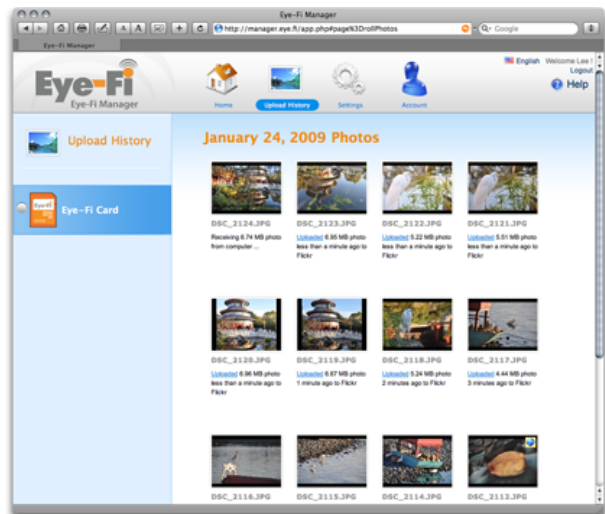 Eye-Fi Manager
A A
http://manager.eye.fi/app.php#page%3DrollPhotos
Google
Eye-Fi Manager
Eye-Fi
Eye-Fi Manager
Home
Upload History
Settings
Account
English Welcome Lee !
Logout
Help
Upload History
January 24, 2009 Photos
Eye-Fi
Eye-Fi Card
DSC_2124.JPG
Receiving 6.74 MB photo
from computer ...
DSC_2123.JPG
Uploaded 6.95 MB photo
less than a minute ago to
Flickr
DSC_2122.JPG
Uploaded 5.22 MB photo
less than a minute ago to
Flickr
DSC_2121.JPG
Uploaded 5.51 MB photo
less than a minute ago to
Flickr
DSC_2120.JPG
Uploaded 6.96 MB photo
less than a minute ago to
Flickr
DSC_2119.JPG
Uploaded 6.87 MB photo
1 minute ago to Flickr
DSC_2118.JPG
Uploaded 5.24 MB photo
2 minutes ago to Flickr
DSC_2117.JPG
Uploaded 4.44 MB photo
3 minutes ago to Flickr
DSC_2116.JPG
DSC_2115.JPG
DSC_2114.JPG
DSC_2112.JPG